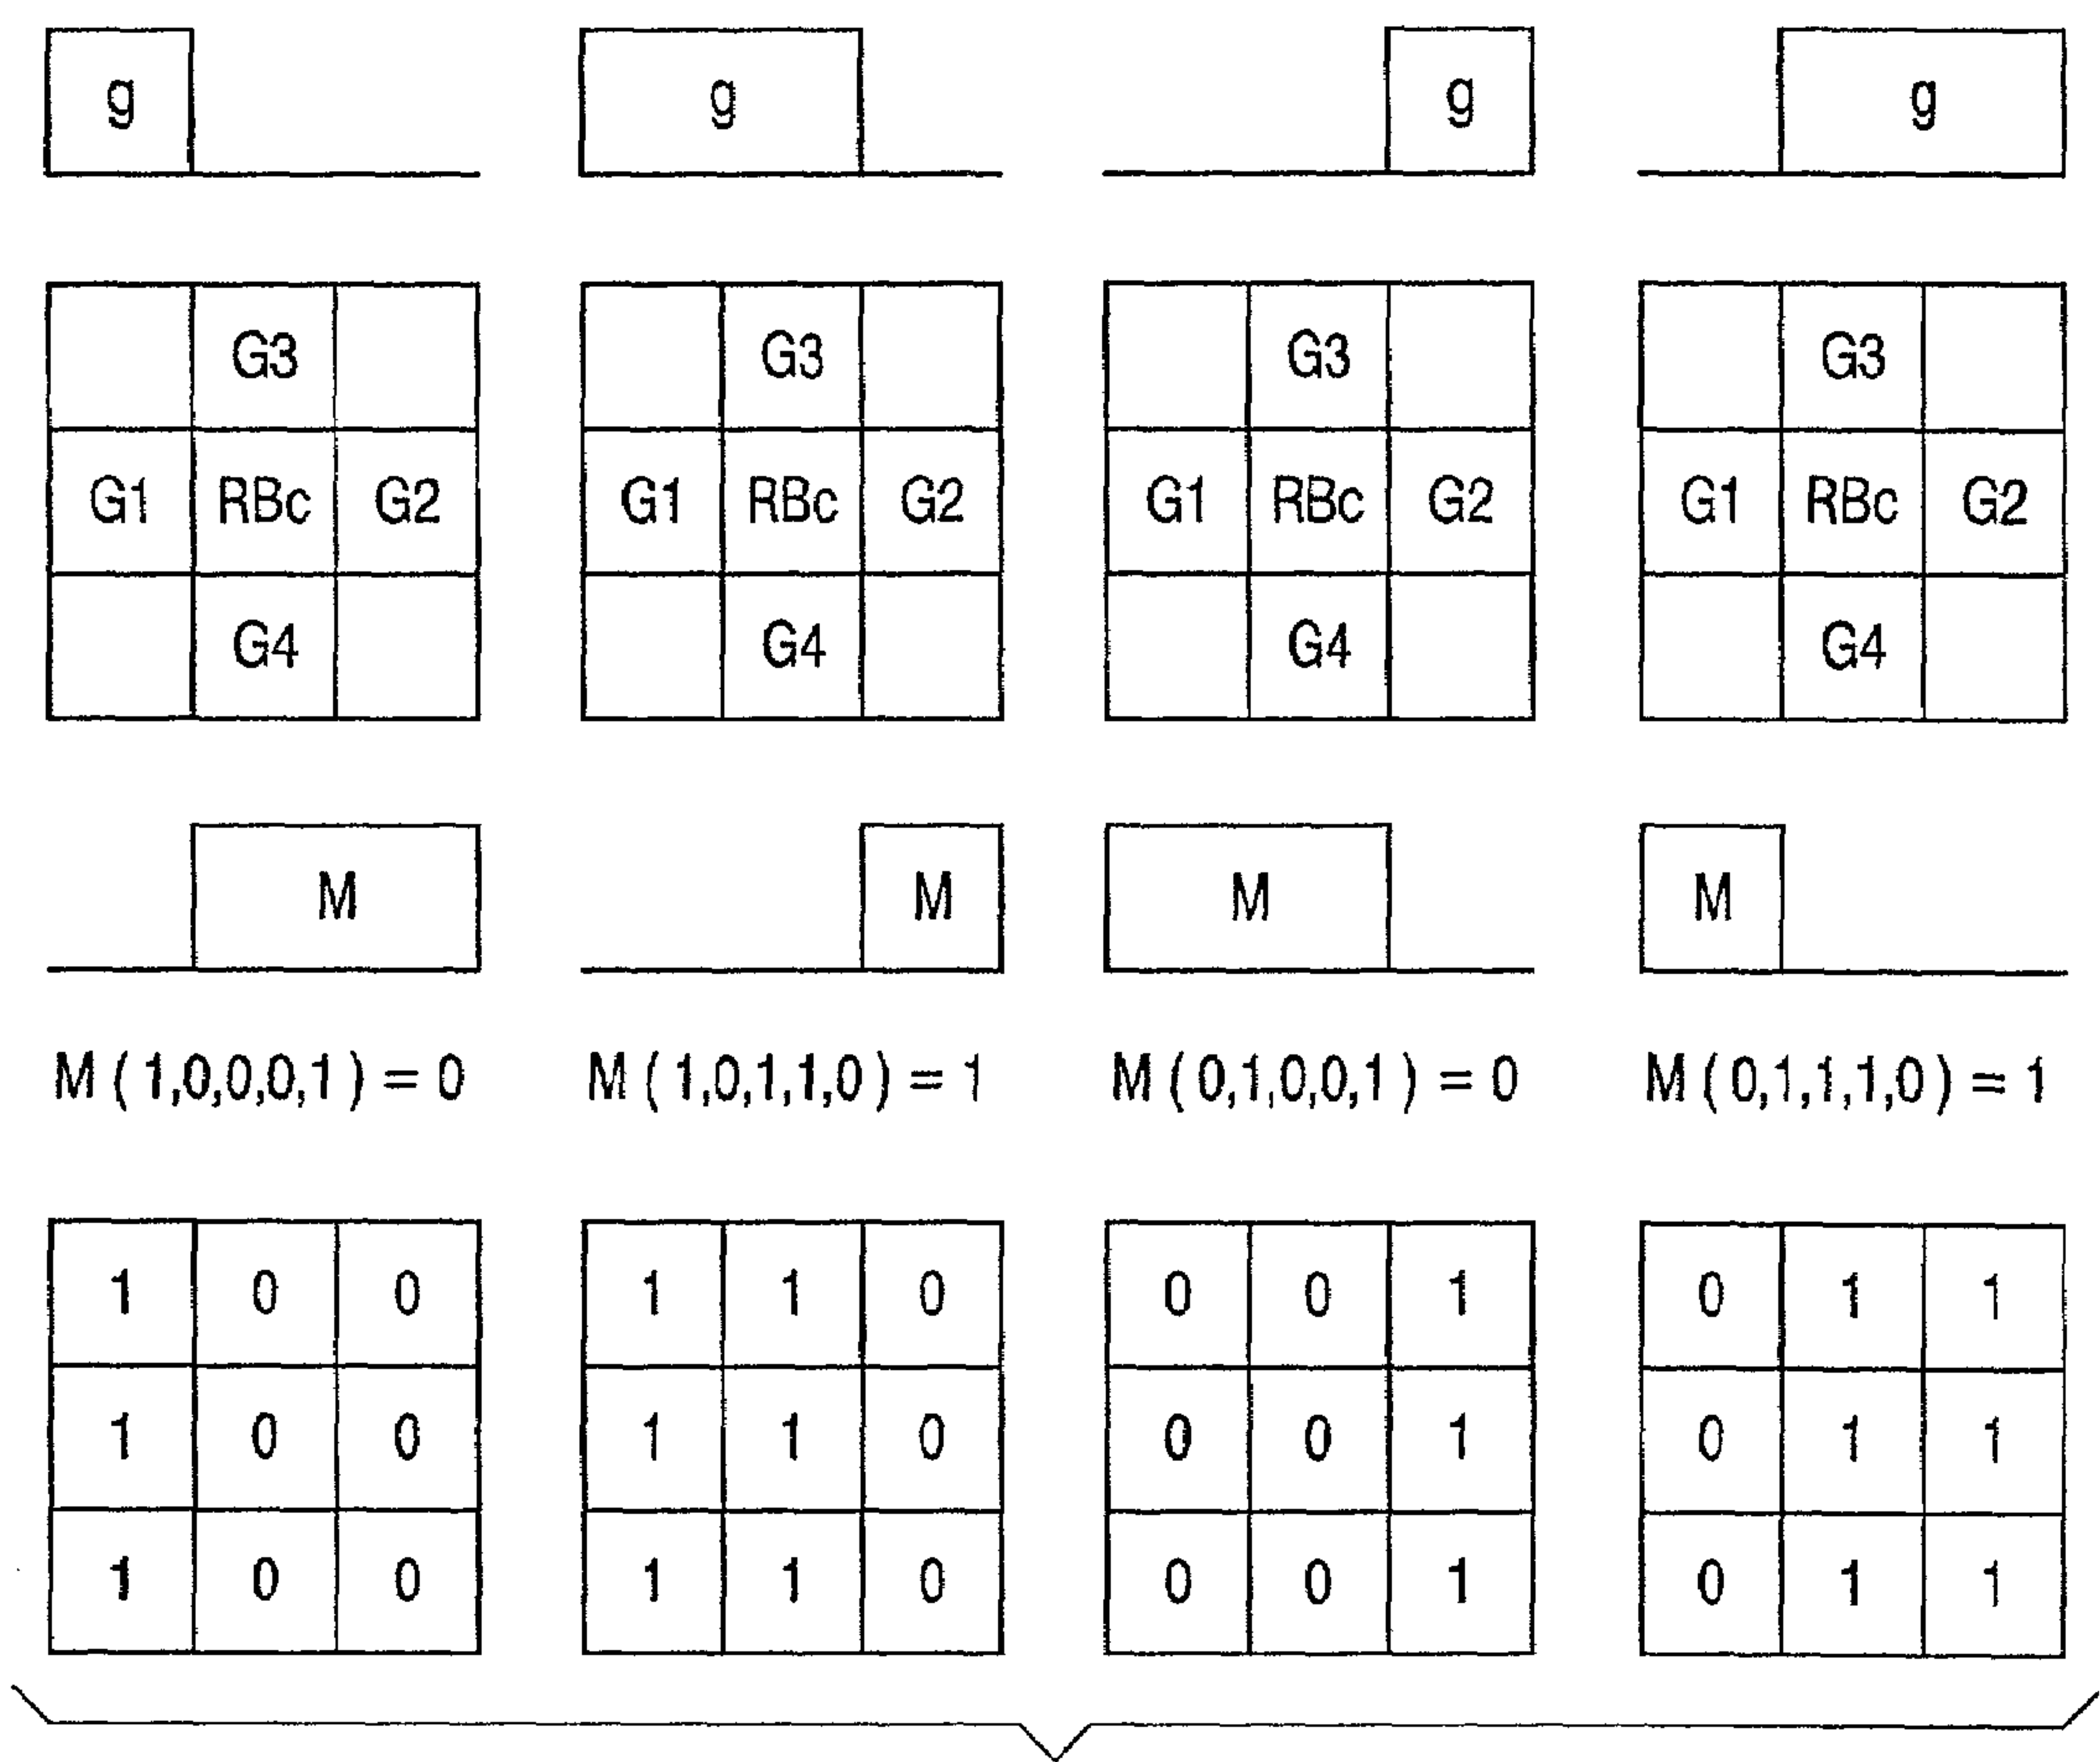 g g g g
G3 G3 G3 G3
G1 RBc G2 G1 RBc G2 G1 RBc G2 G1 RBc G2
G4 G4 G4 G4
M M M M
M(1,0,0,0,1)=0 M(1,0,1,1,0)=1 M(0,1,0,0,1)=0 M(0,1,1,1,0)=1
1 0 0 1 1 0 0 0 1 0 1 1
1 0 0 1 1 0 0 0 1 0 1 1
1 0 0 1 1 0 0 0 1 0 1 1